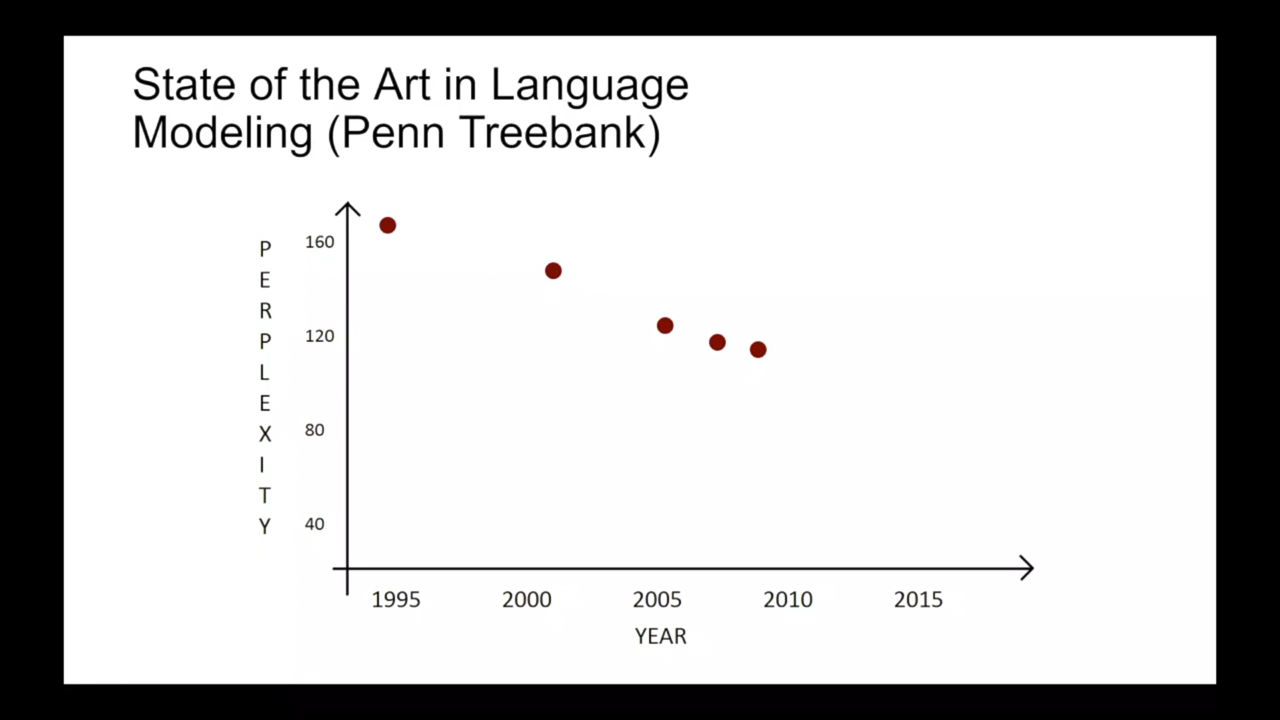 State of the Art in Language
Modeling (Penn Treebank)
PERPLEXITY
160
120
80
40
1995 2000 2005 2010 2015
YEAR